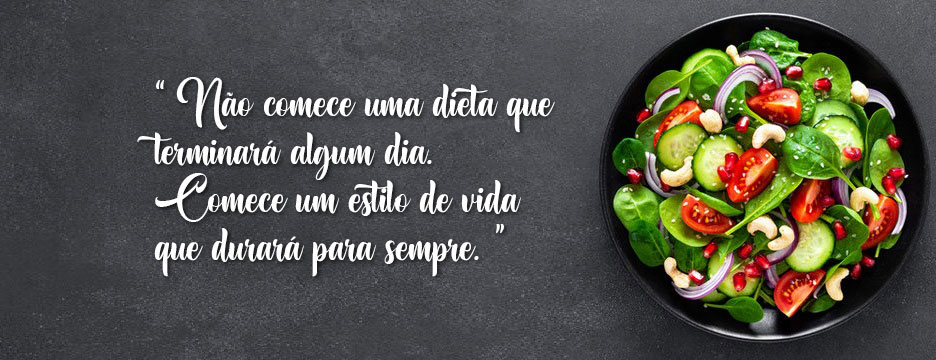 “ Não comece uma dieta que
terminará algum dia.
Comece um estilo de vida
que durará para sempre. ”